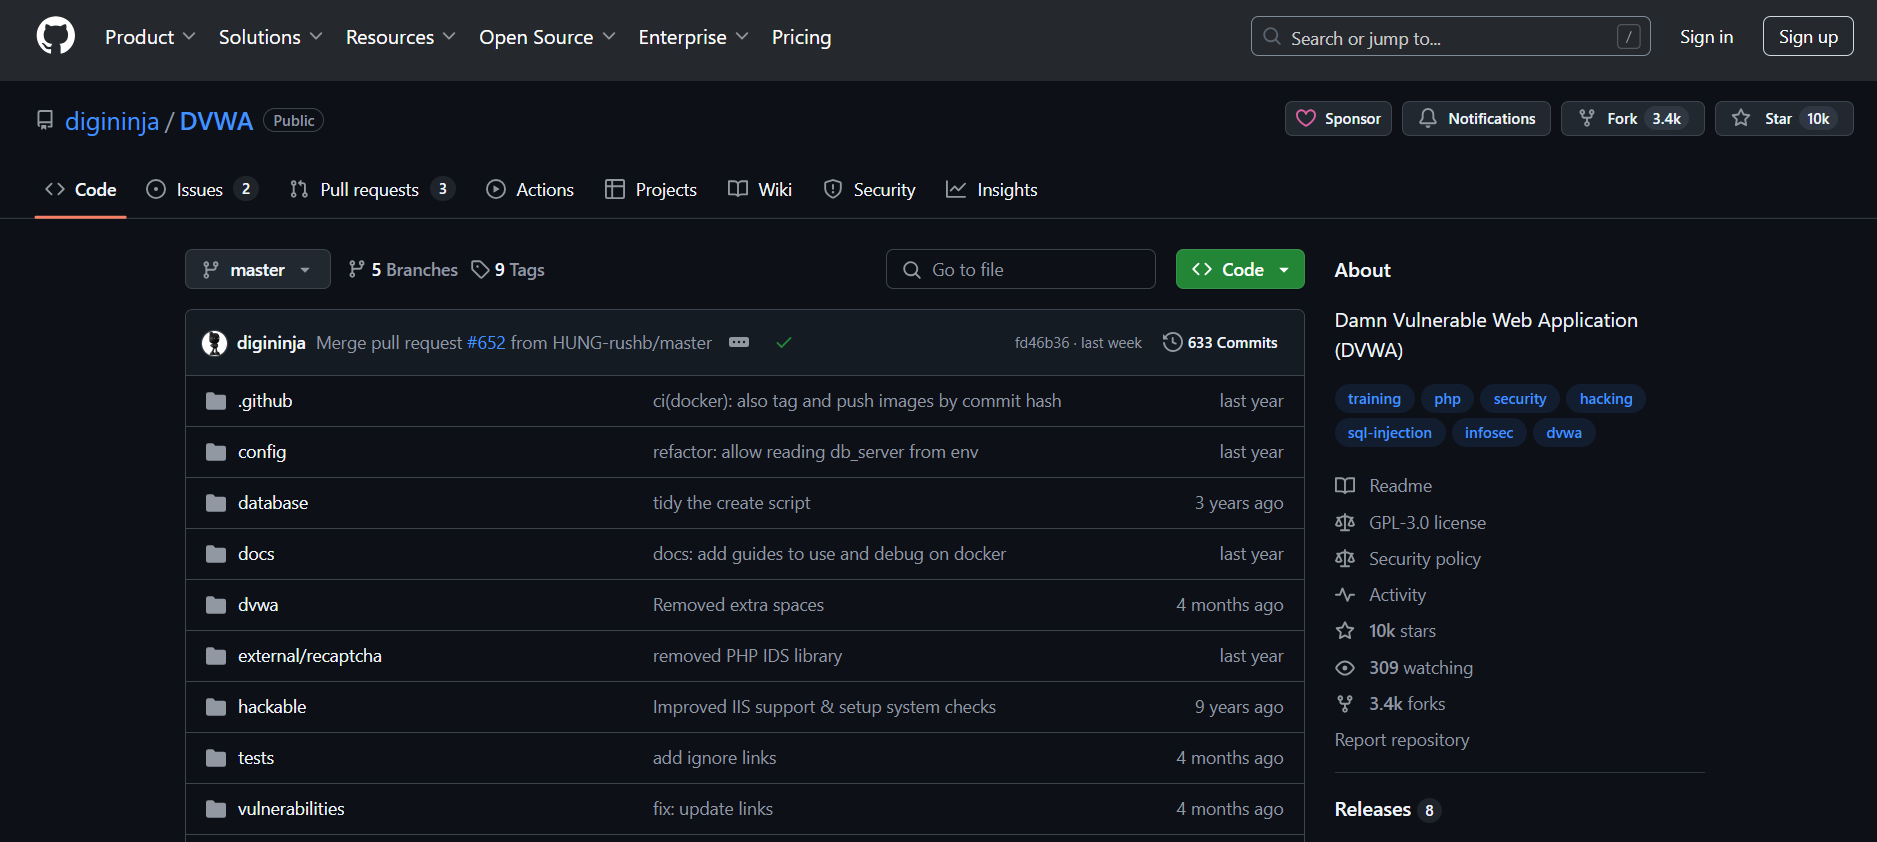 Product Solutions Resources Open Source Enterprise Pricing Search or jump to... / Sign in Sign up
digininja / DVWA Public Sponsor Notifications Fork 3.4k Star 10k
Code Issues 2 Pull requests 3 Actions Projects Wiki Security Insights
master 5 Branches 9 Tags Go to file Code
digininja Merge pull request #652 from HUNG-rushb/master fd46b36 · last week 633 Commits
.github ci(docker): also tag and push images by commit hash last year
config refactor: allow reading db_server from env last year
database tidy the create script 3 years ago
docs docs: add guides to use and debug on docker last year
dvwa Removed extra spaces 4 months ago
external/recaptcha removed PHP IDS library last year
hackable Improved IIS support & setup system checks 9 years ago
tests add ignore links 4 months ago
vulnerabilities fix: update links 4 months ago
About
Damn Vulnerable Web Application
(DVWA)
training php security hacking
sql-injection infosec dvwa
Readme
GPL-3.0 license
Security policy
Activity
10k stars
309 watching
3.4k forks
Report repository
Releases 8